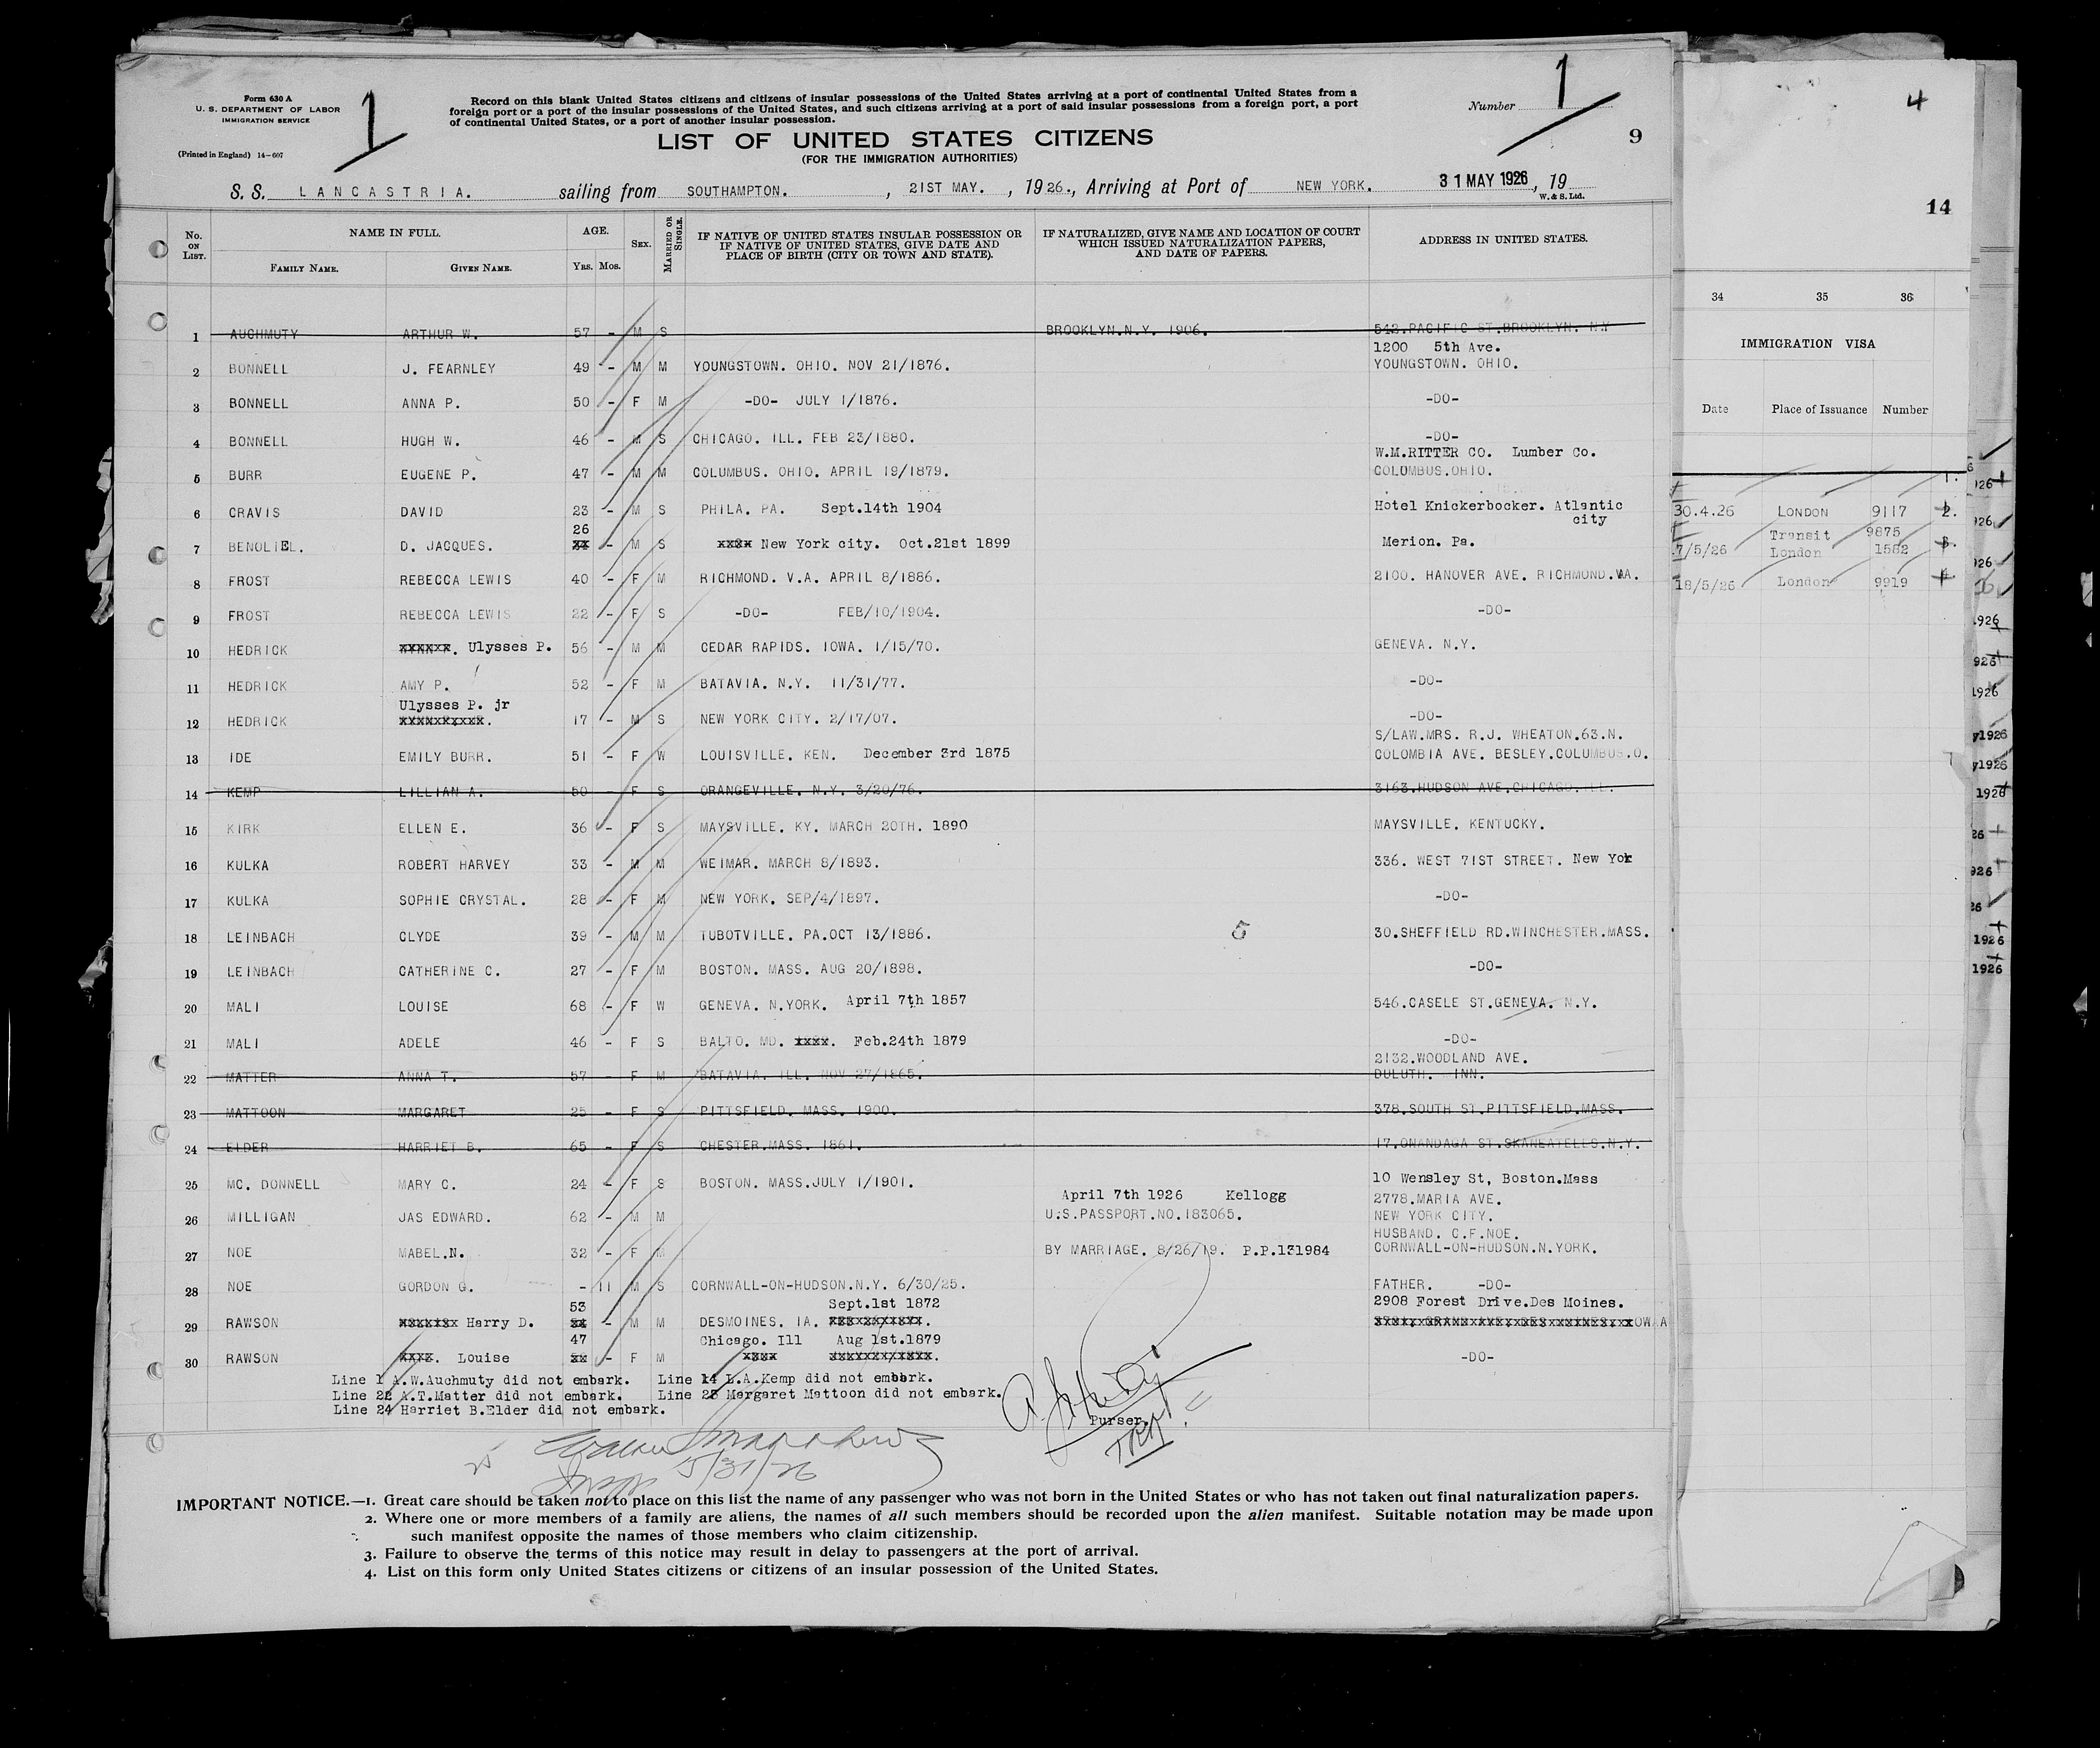 Form 630 A
U. S. DEPARTMENT OF LABOR
IMMIGRATION SERVICE
(Printed in England) 14-607
1
Record on this blank United States citizens and citizens of insular possessions of the United States arriving at a port of continental United States from a
foreign port or a port of the insular possessions of the United States, and such citizens arriving at a port of said insular possessions from a foreign port, a port
of continental United States, or a port of another insular possession.
LIST OF UNITED STATES CITIZENS
(FOR THE IMMIGRATION AUTHORITIES)
Number 1
9
S. S. LANCASTRIA. sailing from SOUTHAMPTON. , 21ST MAY. , 1926., Arriving at Port of NEW YORK. 31 MAY 1926, 19
W. & S. Ltd.
No. ON LIST. NAME IN FULL. AGE. SEX. MARRIED OR SINGLE. IF NATIVE OF UNITED STATES INSULAR POSSESSION OR IF NATIVE OF UNITED STATES, GIVE DATE AND PLACE OF BIRTH (CITY OR TOWN AND STATE). IF NATURALIZED, GIVE NAME AND LOCATION OF COURT WHICH ISSUED NATURALIZATION PAPERS, AND DATE OF PAPERS. ADDRESS IN UNITED STATES.
FAMILY NAME. GIVEN NAME. YRS. MOS.
1 AUCHMUTY ARTHUR W. 57 - M S BROOKLYN.N.Y. 1906. 542.PACIFIC ST.BROOKLYN. N.Y
1200 5th Ave.
2 BONNELL J. FEARNLEY 49 - M M YOUNGSTOWN. OHIO. NOV 21/1876. YOUNGSTOWN. OHIO.
3 BONNELL ANNA P. 50 - F M -DO- JULY 1/1876. -DO-
4 BONNELL HUGH W. 46 - M S CHICAGO. ILL. FEB 23/1880. -DO-
W.M.RITTER CO. Lumber Co.
5 BURR EUGENE P. 47 - M M COLUMBUS. OHIO. APRIL 19/1879. COLUMBUS.OHIO.
6 CRAVIS DAVID 23 - M S PHILA. PA. Sept.14th 1904 Hotel Knickerbocker. Atlantic
city
26
7 BENOLIEL. D. JACQUES. xx - M S xxxx New York city. Oct.21st 1899 Merion. Pa.
8 FROST REBECCA LEWIS 40 - F M RICHMOND. V.A. APRIL 8/1886. 2100. HANOVER AVE. RICHMOND.VA.
9 FROST REBECCA LEWIS 22 - F S -DO- FEB/10/1904. -DO-
10 HEDRICK xxxxxx. Ulysses P. 56 - M M CEDAR RAPIDS. IOWA. 1/15/70. GENEVA. N.Y.
11 HEDRICK AMY P. 52 - F M BATAVIA. N.Y. 11/31/77. -DO-
Ulysses P. jr
12 HEDRICK xxxxxxxxxx. 17 - M S NEW YORK CITY. 2/17/07. -DO-
S/LAW.MRS. R.J. WHEATON.63.N.
13 IDE EMILY BURR. 51 - F W LOUISVILLE. KEN. December 3rd 1875 COLOMBIA AVE. BESLEY.COLUMBUS.O.
14 KEMP LILLIAN A. 50 - F S ORANGEVILLE. N.Y. 3/20/76. 3163.HUDSON AVE.CHICAGO.ILL.
15 KIRK ELLEN E. 36 - F S MAYSVILLE. KY. MARCH 20TH. 1890 MAYSVILLE. KENTUCKY.
16 KULKA ROBERT HARVEY 33 - M M WEIMAR. MARCH 8/1893. 336. WEST 71ST STREET. New Yok
17 KULKA SOPHIE CRYSTAL. 28 - F M NEW YORK. SEP/4/1897. -DO-
18 LEINBACH CLYDE 39 - M M TUBOTVILLE. PA.OCT 13/1886. 5 30.SHEFFIELD RD.WINCHESTER.MASS.
19 LEINBACH CATHERINE C. 27 - F M BOSTON. MASS. AUG 20/1898. -DO-
20 MALI LOUISE 68 - F W GENEVA. N.YORK. April 7th 1857 546.CASELE ST.GENEVA. N.Y.
21 MALI ADELE 46 - F S BALTO. MD. xxxx. Feb.24th 1879 -DO-
2132.WOODLAND AVE.
22 MATTER ANNA T. 57 - F M BATAVIA. ILL. NOV 27/1865. DULUTH. INN.
23 MATTOON MARGARET 25 - F S PITTSFIELD. MASS. 1900. 378.SOUTH ST.PITTSFIELD.MASS.
24 ELDER HARRIET B. 65 - F S CHESTER.MASS. 1861. 17.ONANDAGA ST.SKANEATELLS.N.Y.
25 MC. DONNELL MARY C. 24 - F S BOSTON. MASS.JULY 1/1901. 10 Wensley St, Boston.Mass
April 7th 1926 Kellogg 2778.MARIA AVE.
26 MILLIGAN JAS EDWARD. 62 - M M U.S.PASSPORT.NO.183065. NEW YORK CITY.
HUSBAND. C.F.NOE.
27 NOE MABEL.N. 32 - F M BY MARRIAGE. 8/26/19. P.P.131984 CORNWALL-ON-HUDSON.N.YORK.
28 NOE GORDON G. - 11 M S CORNWALL-ON-HUDSON.N.Y. 6/30/25. FATHER. -DO-
53 Sept.1st 1872 2908 Forest Drive.Des Moines.
29 RAWSON Harry D. - M M DESMOINES. IA.
47 Chicago. Ill Aug 1st.1879
30 RAWSON xxxx. Louise xx - F M xxxx -DO-
Line 1 A.W.Auchmuty did not embark. Line 14 L.A.Kemp did not embark.
Line 22 A.T.Matter did not embark. Line 23 Margaret Mattoon did not embark.
Line 24 Harriet B.Elder did not embark.
Purser.
5/31/26
IMPORTANT NOTICE.—1. Great care should be taken not to place on this list the name of any passenger who was not born in the United States or who has not taken out final naturalization papers.
2. Where one or more members of a family are aliens, the names of all such members should be recorded upon the alien manifest. Suitable notation may be made upon
such manifest opposite the names of those members who claim citizenship.
3. Failure to observe the terms of this notice may result in delay to passengers at the port of arrival.
4. List on this form only United States citizens or citizens of an insular possession of the United States.
4
14
34 35 36
IMMIGRATION VISA
Date Place of Issuance Number
1.
30.4.26 LONDON 9117 2.
Transit 9875
7/5/26 London 1582 3.
18/5/26 London 9919